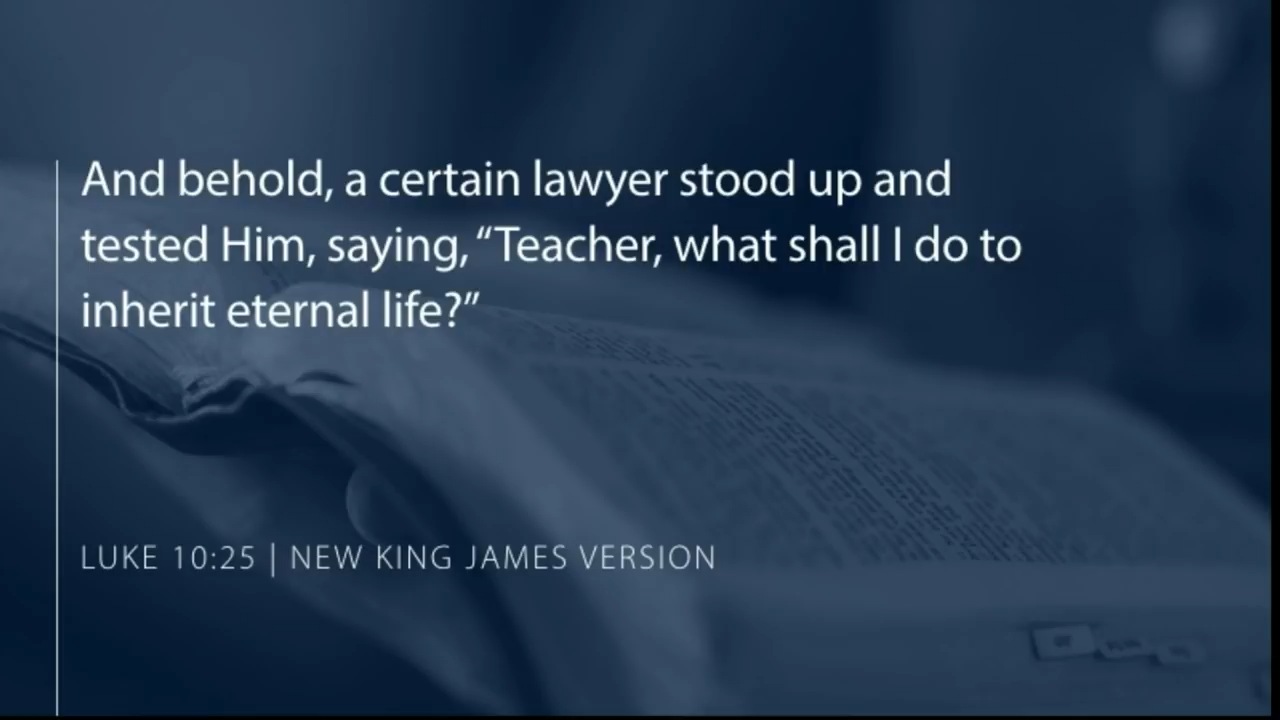 And behold, a certain lawyer stood up and
tested Him, saying, “Teacher, what shall I do to
inherit eternal life?”
LUKE 10:25 | NEW KING JAMES VERSION